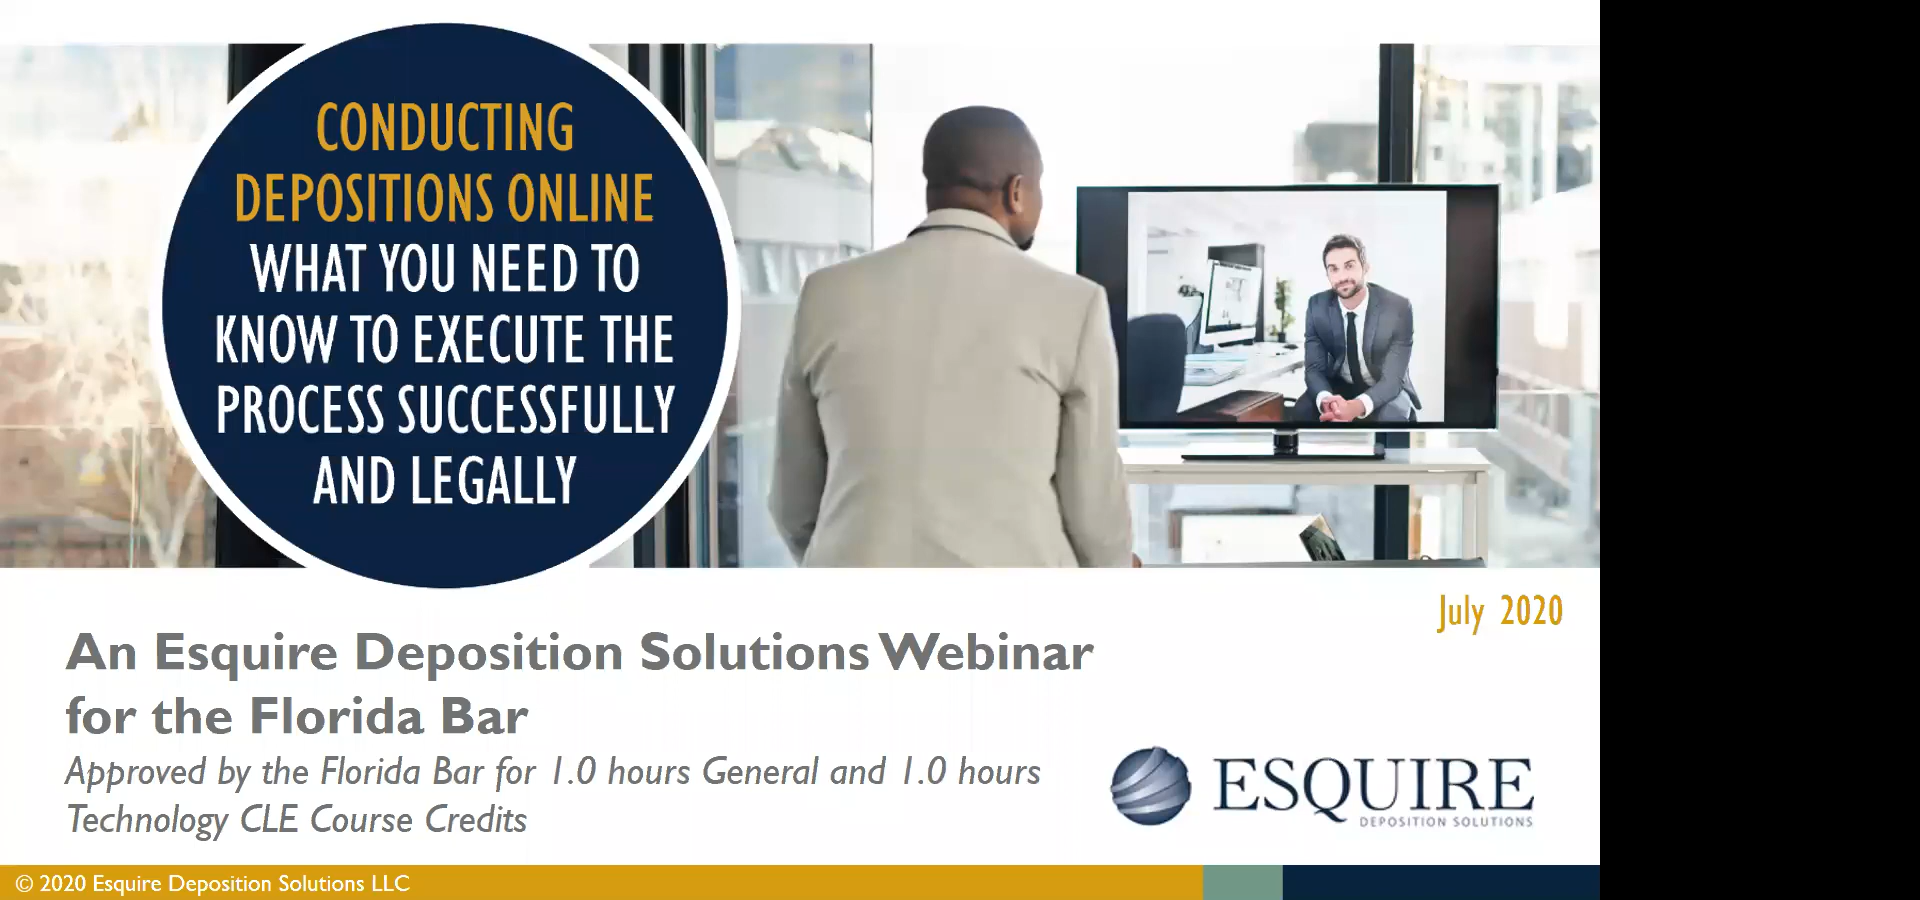 CONDUCTING
DEPOSITIONS ONLINE
WHAT YOU NEED TO
KNOW TO EXECUTE THE
PROCESS SUCCESSFULLY
AND LEGALLY
July 2020
An Esquire Deposition Solutions Webinar
for the Florida Bar
Approved by the Florida Bar for 1.0 hours General and 1.0 hours
Technology CLE Course Credits
ESQUIRE
DEPOSITION SOLUTIONS
© 2020 Esquire Deposition Solutions LLC